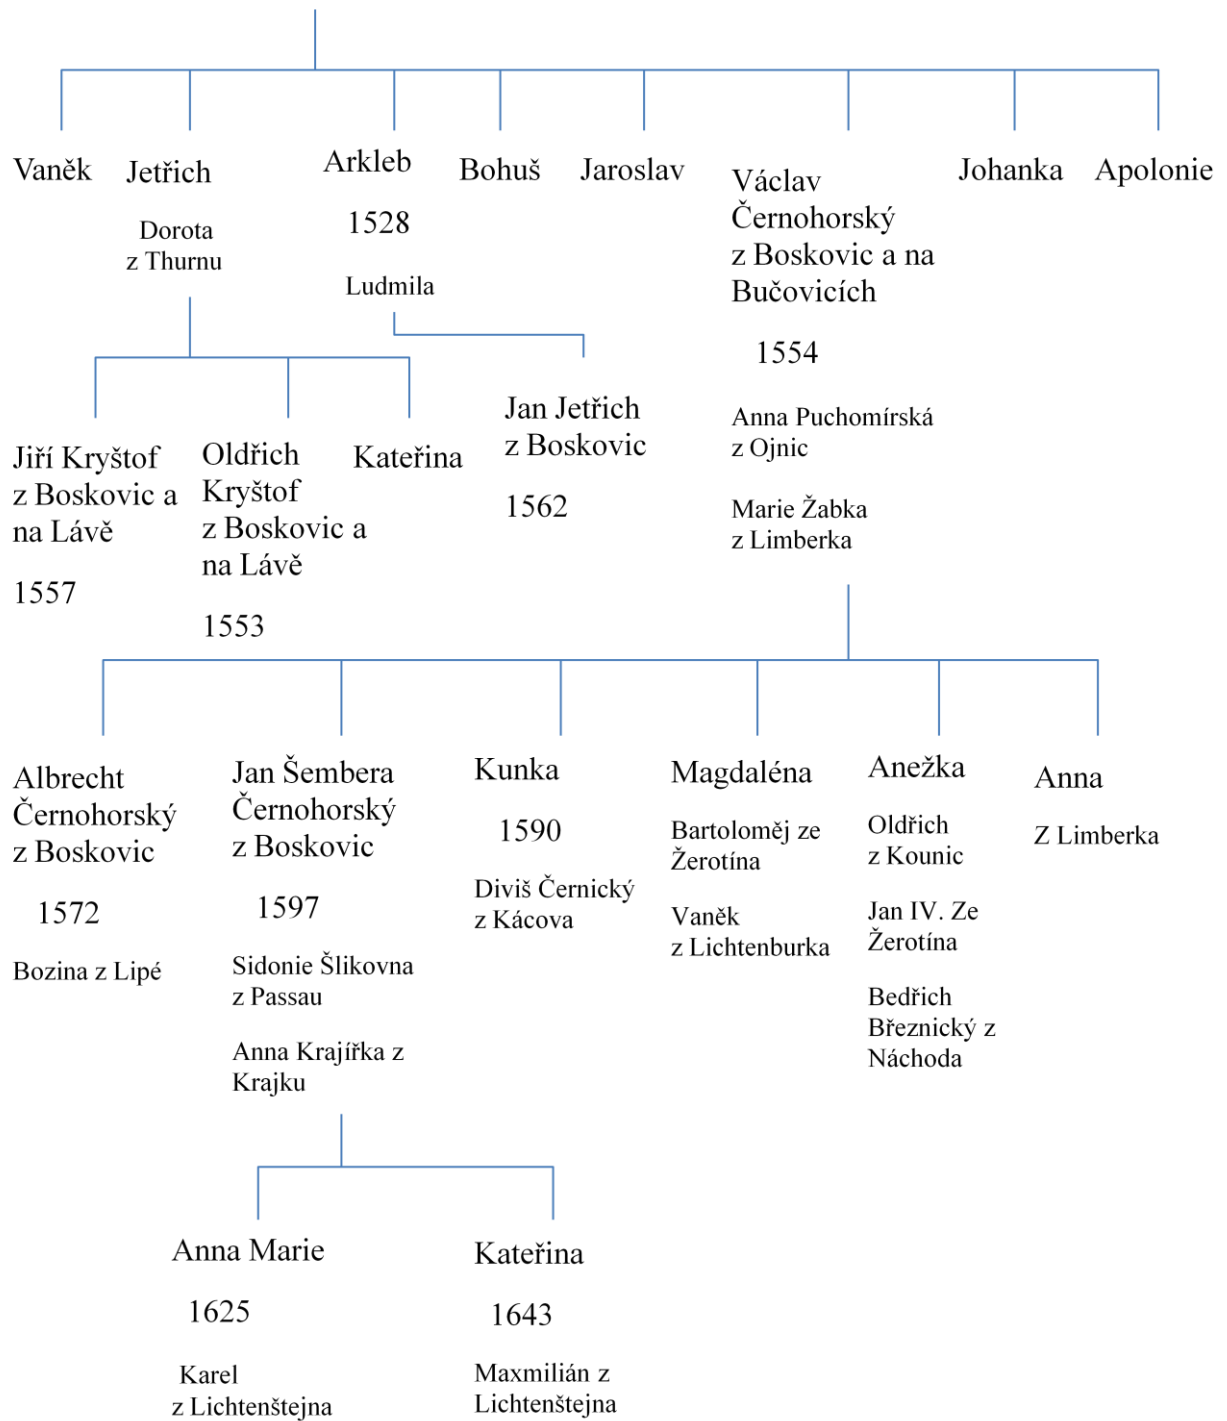 Vaněk
Jetřich
Dorota
z Thurnu
Arkleb
1528
Ludmila
Bohuš
Jaroslav
Václav
Černohorský
z Boskovic a na
Bučovicích
1554
Anna Puchomírská
z Ojnic
Marie Žabka
z Limberka
Johanka
Apolonie
Jiří Kryštof
z Boskovic a
na Lávě
1557
Oldřich
Kryštof
z Boskovic a
na Lávě
1553
Kateřina
Jan Jetřich
z Boskovic
1562
Albrecht
Černohorský
z Boskovic
1572
Bozina z Lipé
Jan Šembera
Černohorský
z Boskovic
1597
Sidonie Šlikovna
z Passau
Anna Krajířka z
Krajku
Kunka
1590
Diviš Černický
z Kácova
Magdaléna
Bartoloměj ze
Žerotína
Vaněk
z Lichtenburka
Anežka
Oldřich
z Kounic
Jan IV. Ze
Žerotína
Bedřich
Březnický z
Náchoda
Anna
Z Limberka
Anna Marie
1625
Karel
z Lichtenštejna
Kateřina
1643
Maxmilián z
Lichtenštejna